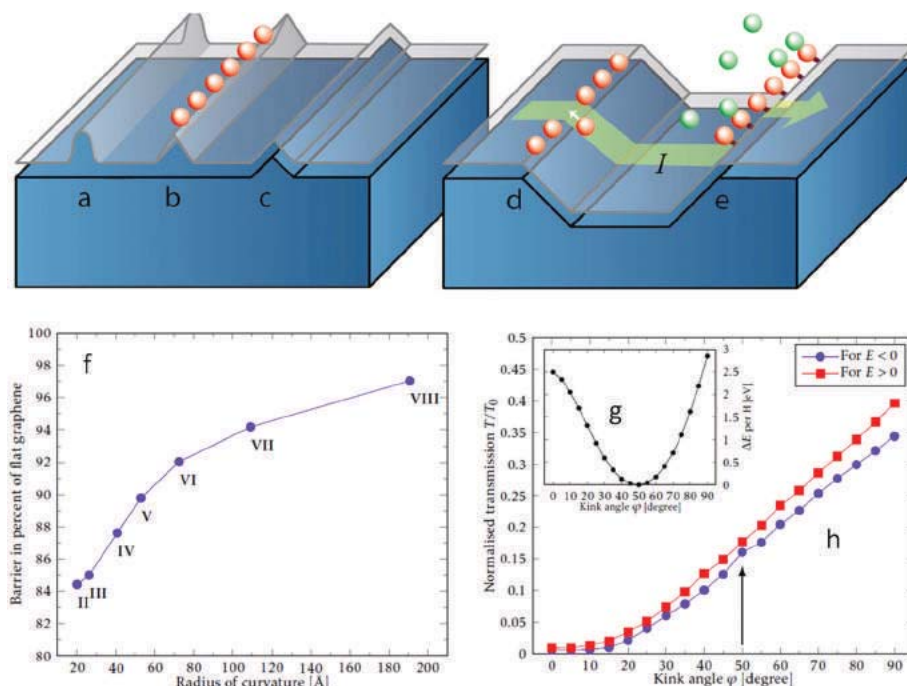 a b c
d I e
f
100
98
96
94
92
90
88
86
84
82
80
Barrier in percent of flat graphene
II
III
IV
V
VI
VII
VIII
20 40 60 80 100 120 140 160 180 200
Radius of curvature [Å]
0.5
0.45
0.4
0.35
0.3
0.25
0.2
0.15
0.1
0.05
0
Normalised transmission T/T0
g
3
2.5
2
1.5
1
0.5
0
ΔE per H [eV]
0 10 20 30 40 50 60 70 80 90
Kink angle φ [degree]
For E < 0
For E > 0
h
0 10 20 30 40 50 60 70 80 90
Kink angle φ [degree]